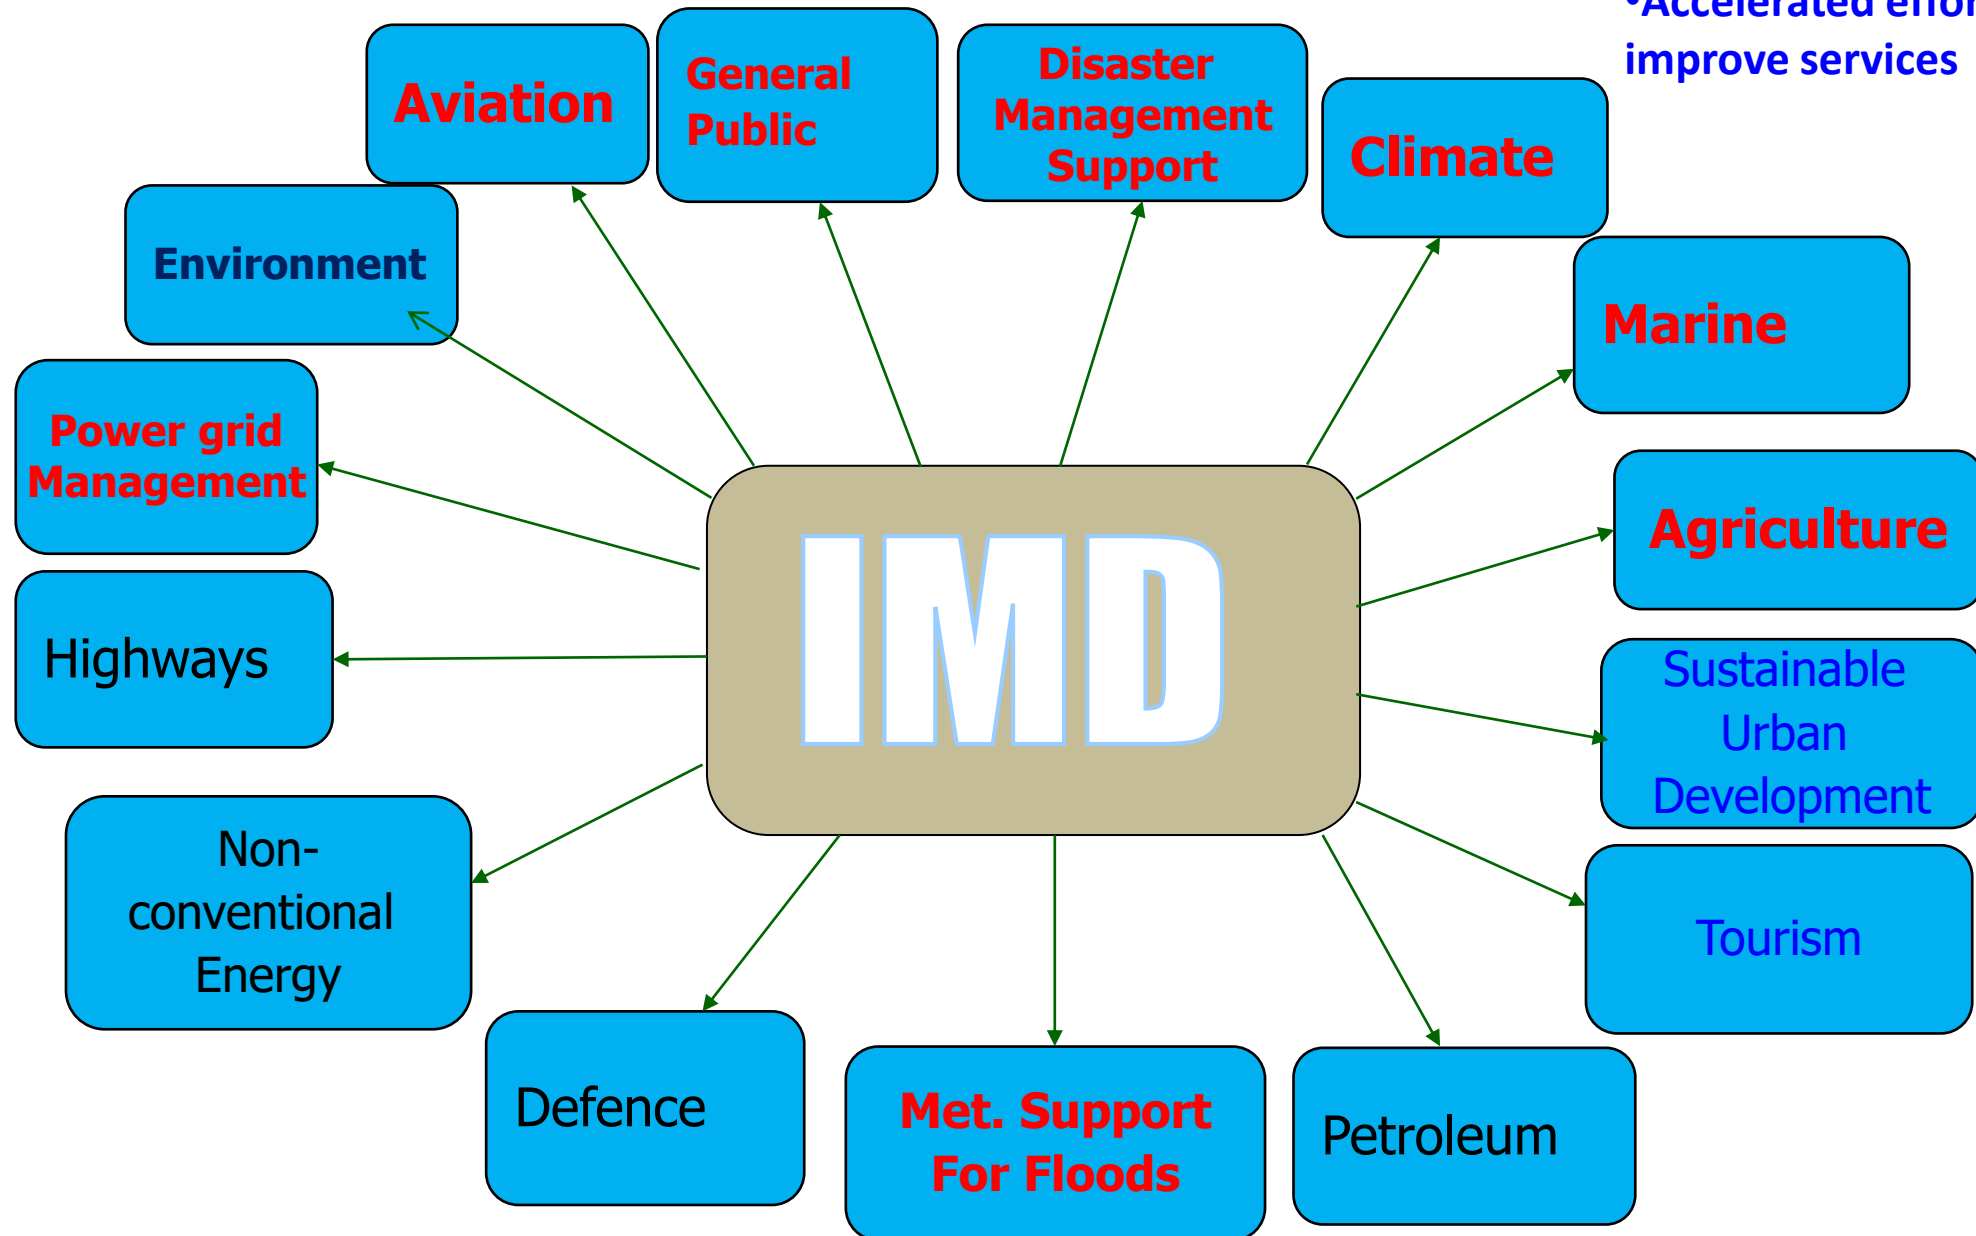 •Accelerated
improve services
Aviation
General
Public
Disaster
Management
Support
Climate
Environment
Marine
Power grid
Management
Agriculture
IMD
Highways
Sustainable
Urban
Development
Non-
conventional
Energy
Tourism
Defence
Met. Support
For Floods
Petroleum